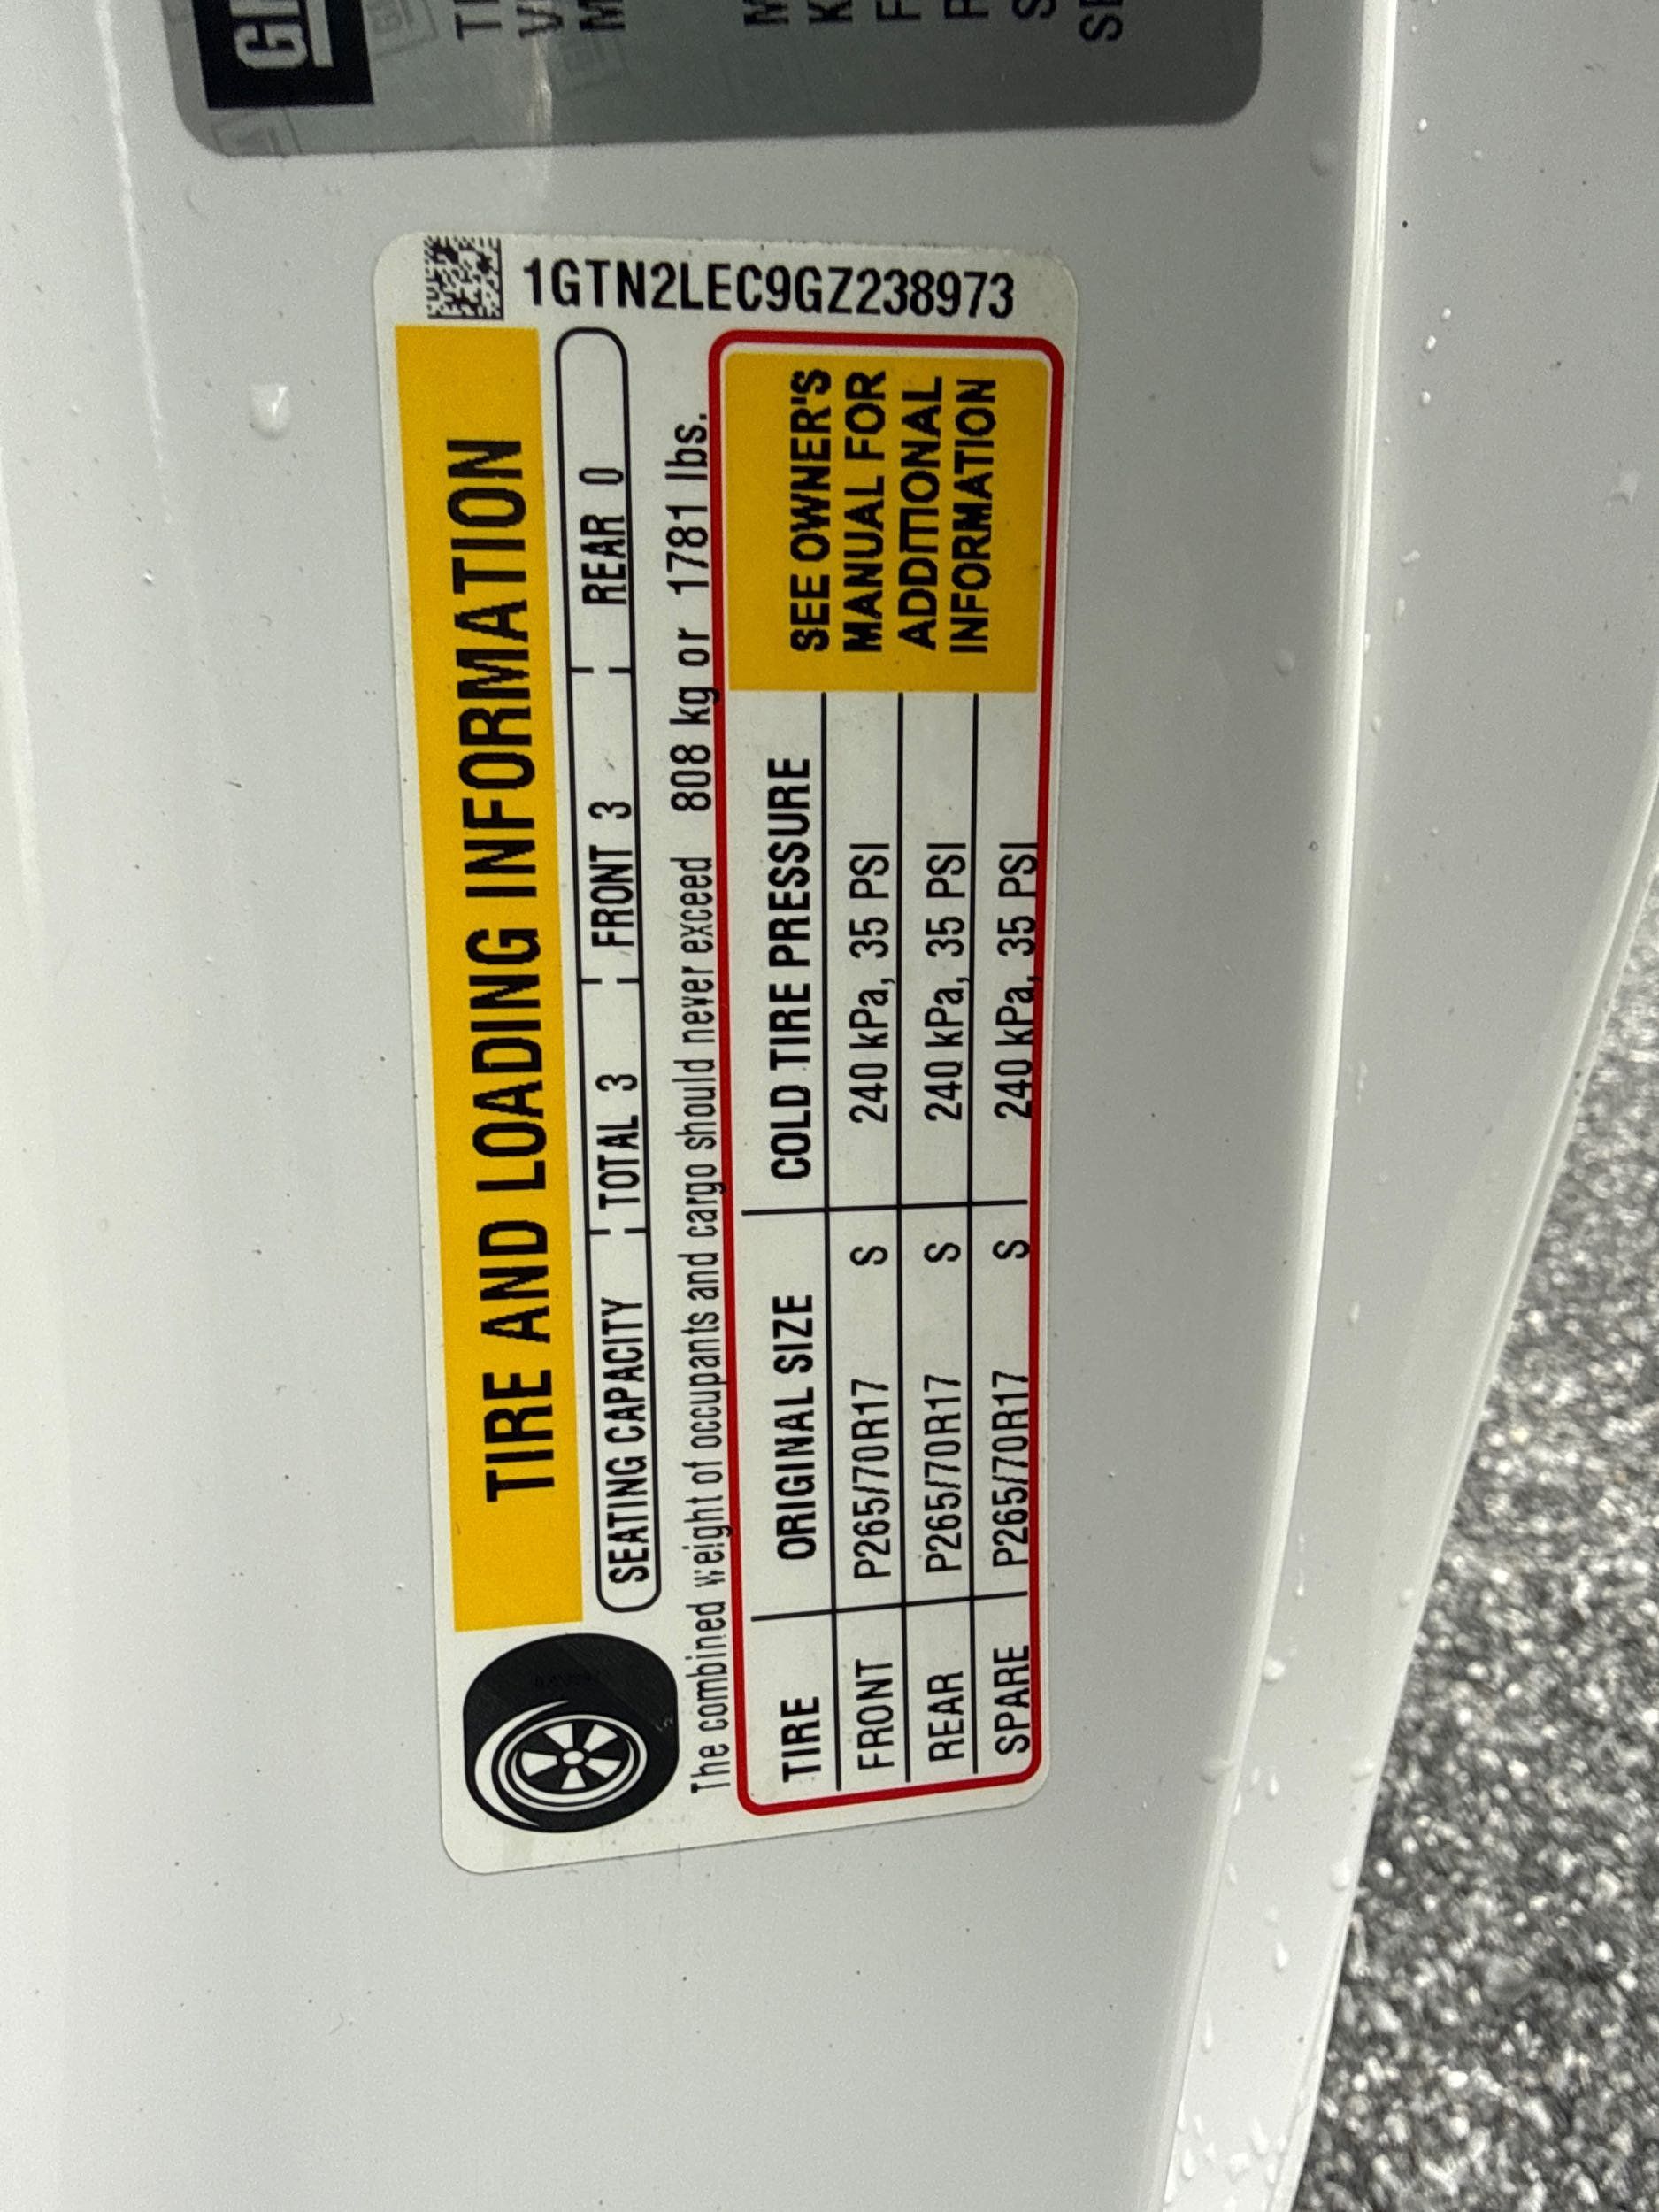 TIRE AND LOADING INFORMATION
SEATING CAPACITY TOTAL 3 FRONT 3 REAR 0
The combined weight of occupants and cargo should never exceed 808 kg or 1781 lbs.
TIRE ORIGINAL SIZE COLD TIRE PRESSURE
FRONT P265/70R17 S 240 kPa, 35 PSI
REAR P265/70R17 S 240 kPa, 35 PSI
SPARE P265/70R17 S 240 kPa, 35 PSI
SEE OWNER'S
MANUAL FOR
ADDITIONAL
INFORMATION
1GTN2LEC9GZ238973